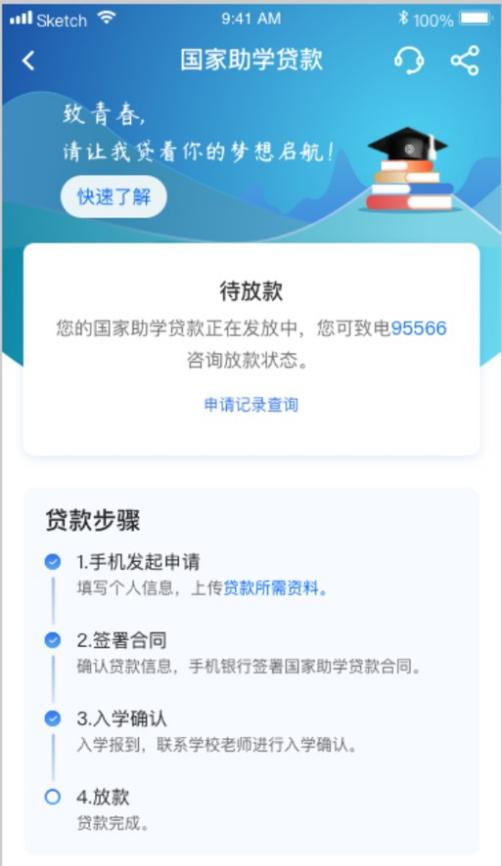 Sketch 9:41 AM 100%
国家助学贷款
致青春,
请让我贷着你的梦想启航!
快速了解
待放款
您的国家助学贷款正在发放中，您可致电95566
咨询放款状态。
申请记录查询
贷款步骤
1.手机发起申请
填写个人信息，上传贷款所需资料。
2.签署合同
确认贷款信息，手机银行签署国家助学贷款合同。
3.入学确认
入学报到，联系学校老师进行入学确认。
4.放款
贷款完成。